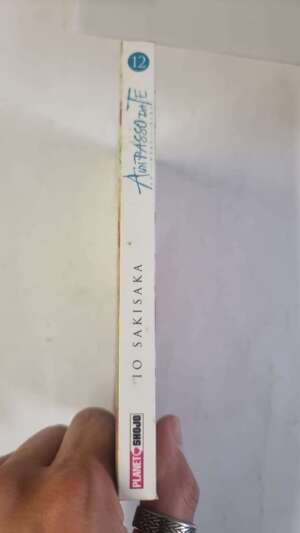 12
A UN PASSO DA TE
IO SAKISAKA
PLANET SHOJO